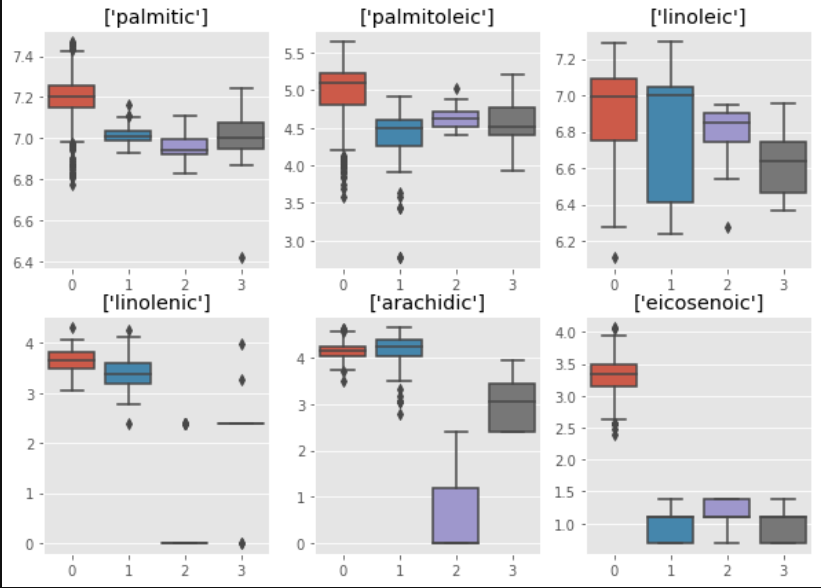 ['palmitic'] ['palmitoleic'] ['linoleic']
7.4 5.5 7.2
7.2 5.0 7.0
7.0 4.5 6.8
6.8 4.0 6.6
6.6 3.5 6.4
6.4 3.0 6.2
0 1 2 3 0 1 2 3 0 1 2 3
['linolenic'] ['arachidic'] ['eicosenoic']
4 4 4.0
3 3 3.5
2 2 3.0
1 1 2.5
0 0 2.0
1.5
1.0
0 1 2 3 0 1 2 3 0 1 2 3